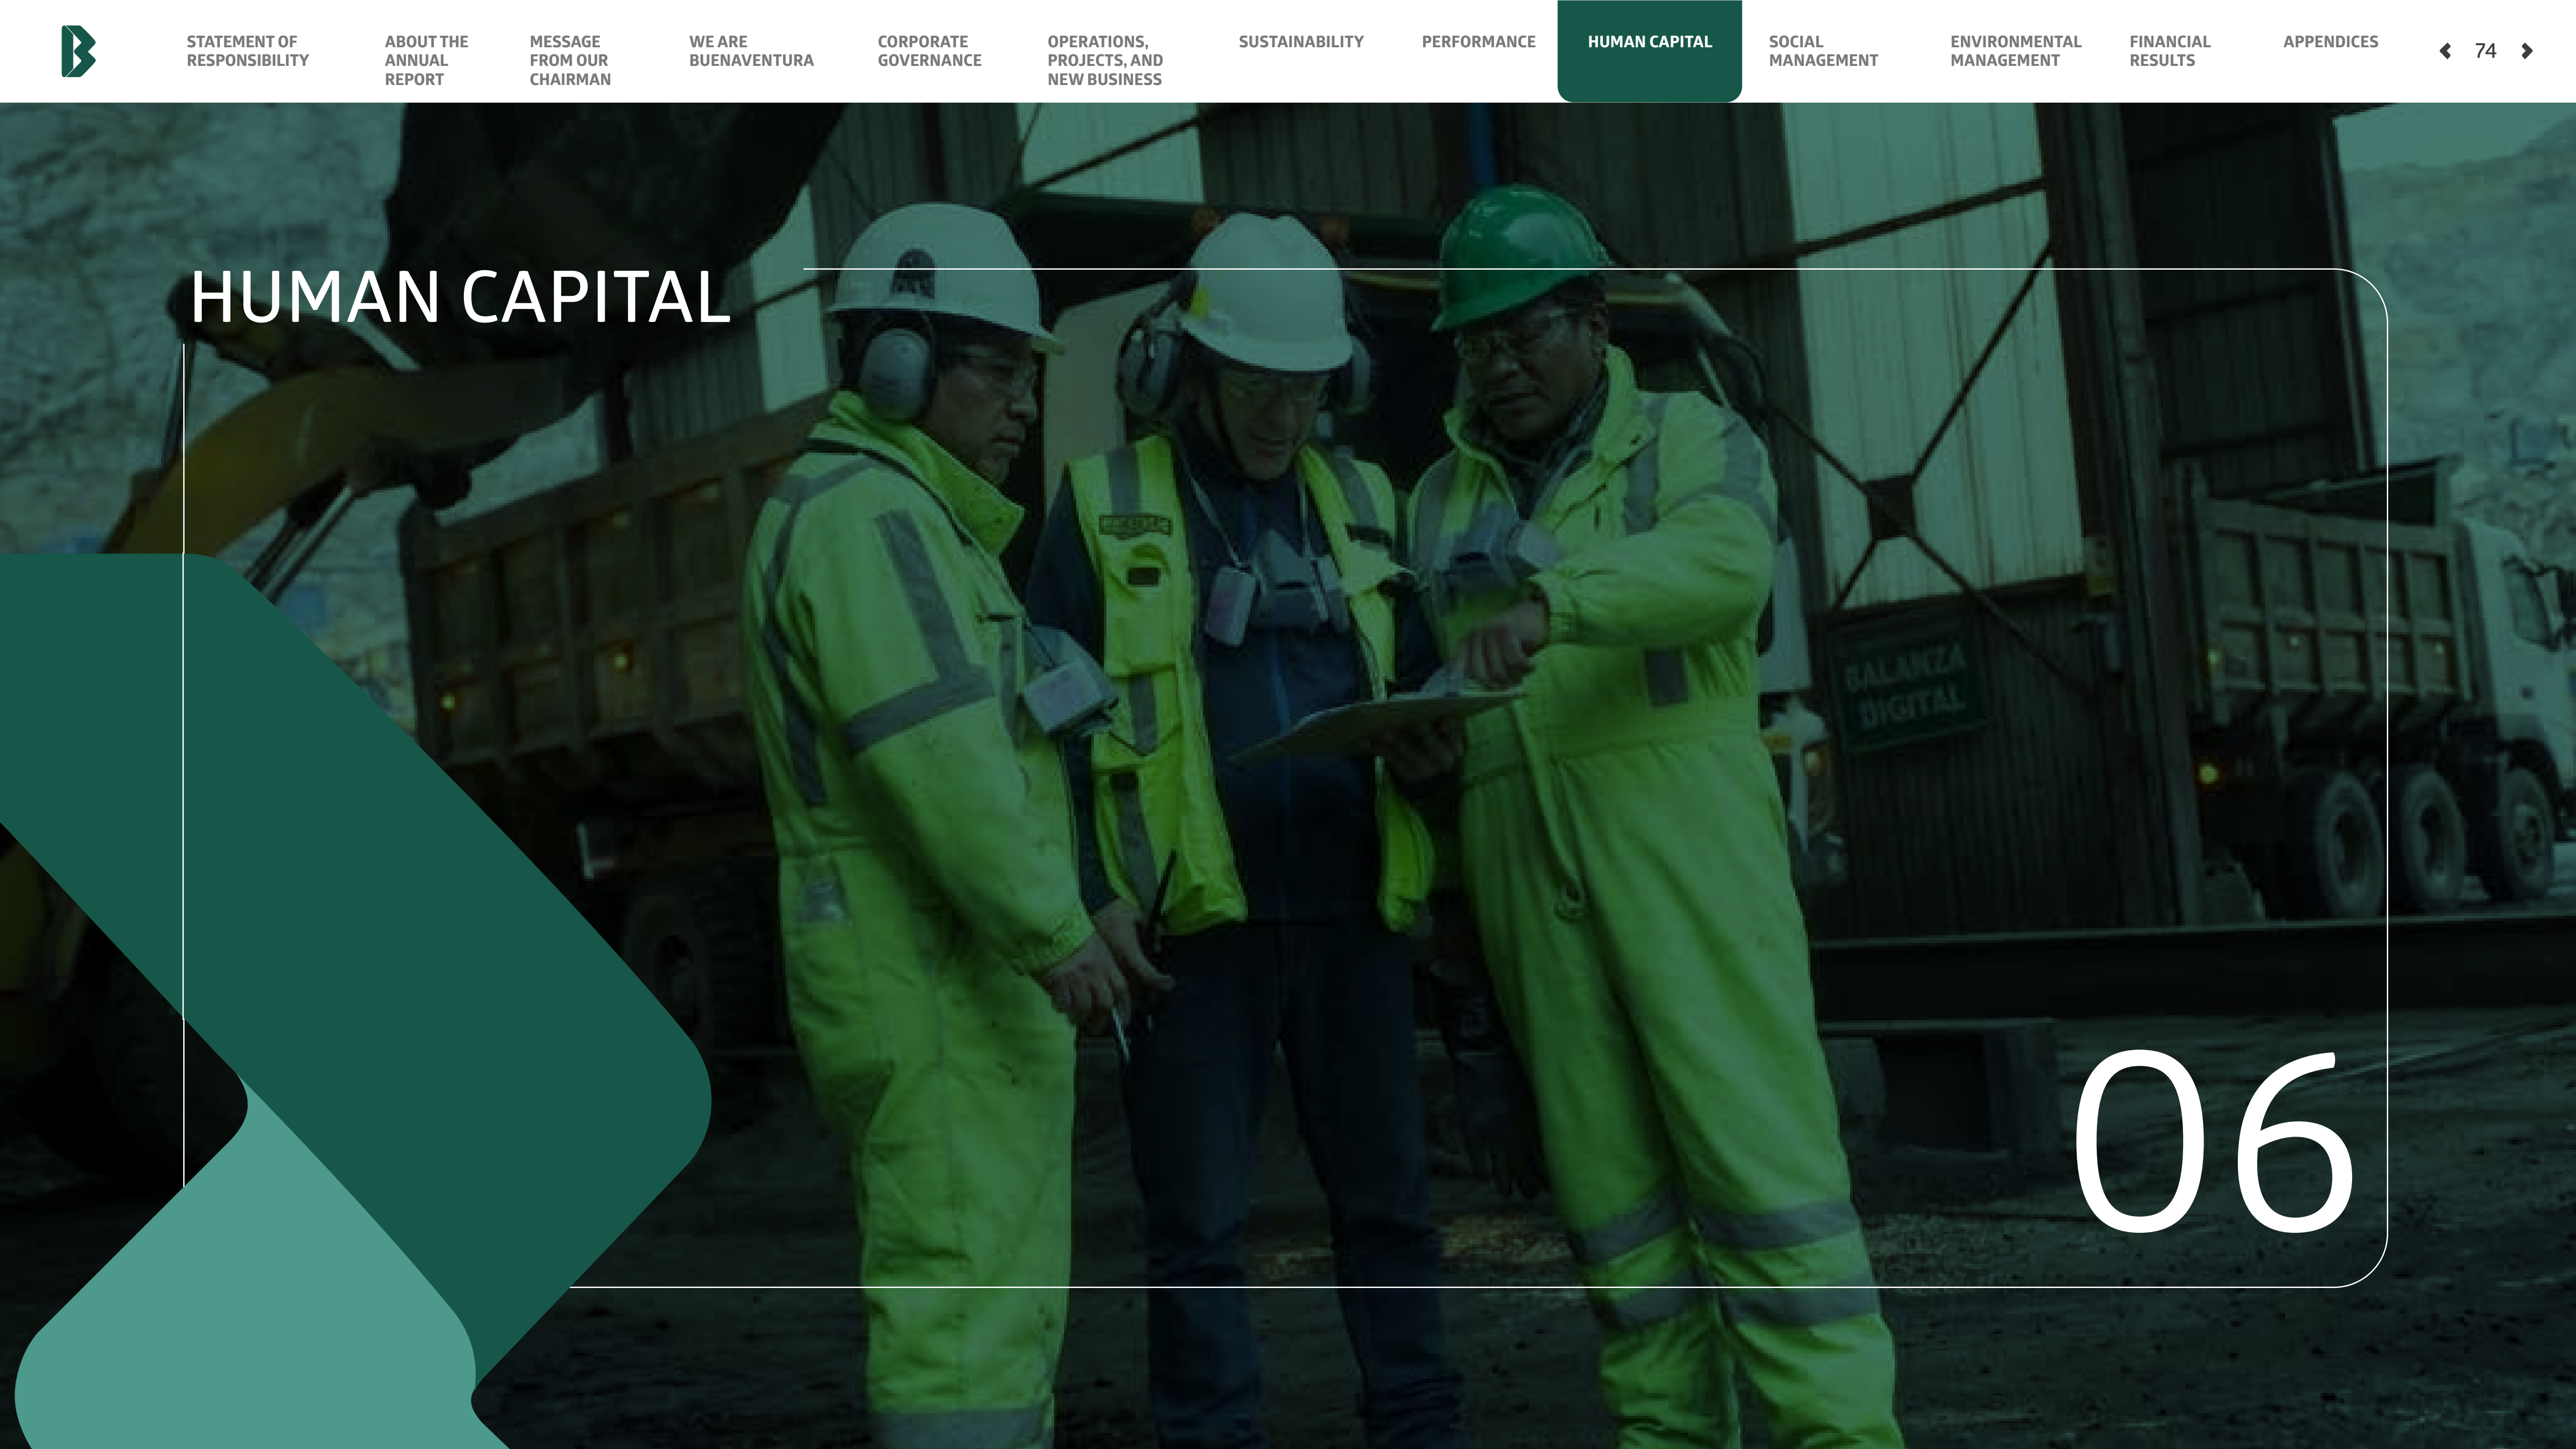 STATEMENT OF
RESPONSIBILITY
ABOUT THE
ANNUAL
REPORT
MESSAGE
FROM OUR
CHAIRMAN
WE ARE
BUENAVENTURA
CORPORATE
GOVERNANCE
OPERATIONS,
PROJECTS, AND
NEW BUSINESS
SUSTAINABILITY
PERFORMANCE
HUMAN CAPITAL
SOCIAL
MANAGEMENT
ENVIRONMENTAL
MANAGEMENT
FINANCIAL
RESULTS
APPENDICES
74
HUMAN CAPITAL
BALANZA
DIGITAL
06